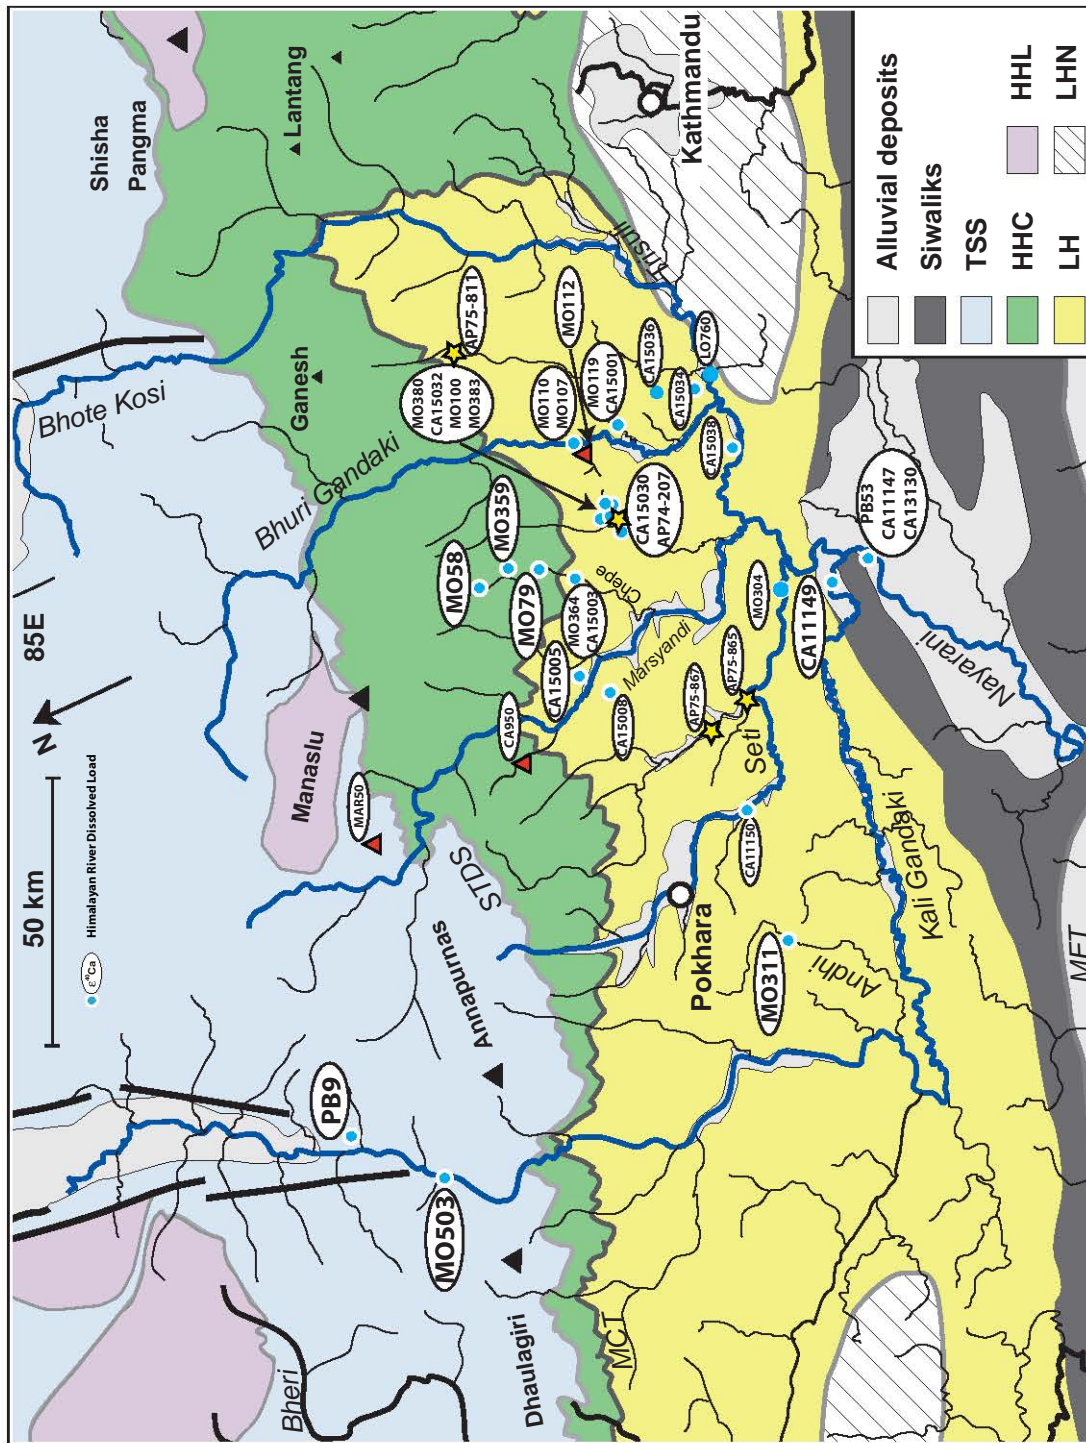 50 km
N
85E
ε⁴⁰Ca
Himalayan River Dissolved Load
Shisha
Pangma
Lantang
Ganesh
Bhote Kosi
Bhuri Gandaki
Manaslu
MAR50
STDS
Annapurnas
PB9
MO503
Bheri
Dhaulagiri
MCT
Kathmandu
Trisuli
AP75-811
MO380
CA15032
MO100
MO383
MO112
MO110
MO107
MO119
CA15001
CA15036
CA15034
LO760
CA15038
MO359
MO58
MO79
MO364
CA15003
CA15005
CA950
CA15008
Chepe
Marsyandi
CA15030
AP74-207
MO304
AP75-865
AP75-867
Seti
CA11150
Pokhara
MO311
Andhi
Kali Gandaki
CA11149
PB53
CA11147
CA13130
Nayarani
MFT
Alluvial deposits
Siwaliks
TSS
HHC
HHL
LH
LHN